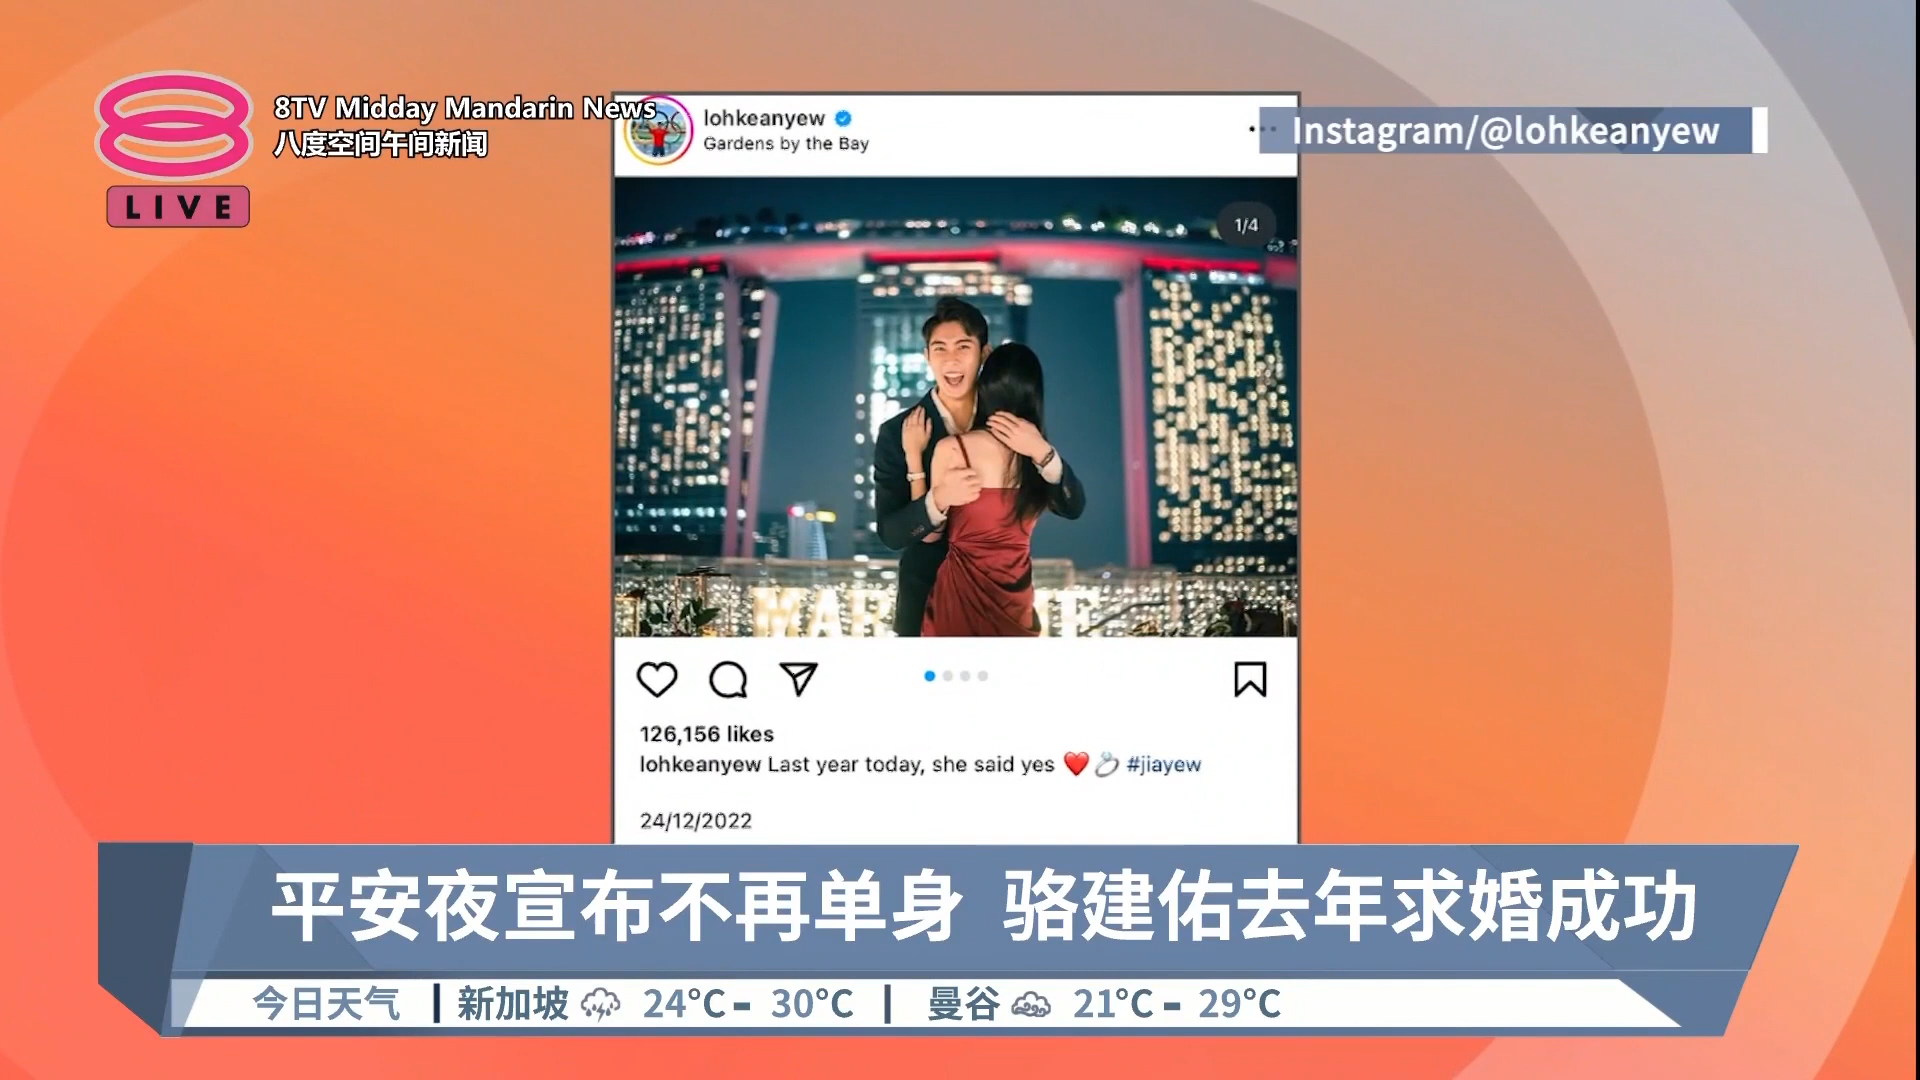 8TV Midday Mandarin News
八度空间午间新闻
LIVE
lohkeanyew
Gardens by the Bay
Instagram/@lohkeanyew
1/4
MAR
126,156 likes
lohkeanyew Last year today, she said yes ❤️💍 #jiayew
24/12/2022
平安夜宣布不再单身 骆建佑去年求婚成功
今日天气 | 新加坡 24°C - 30°C | 曼谷 21°C - 29°C